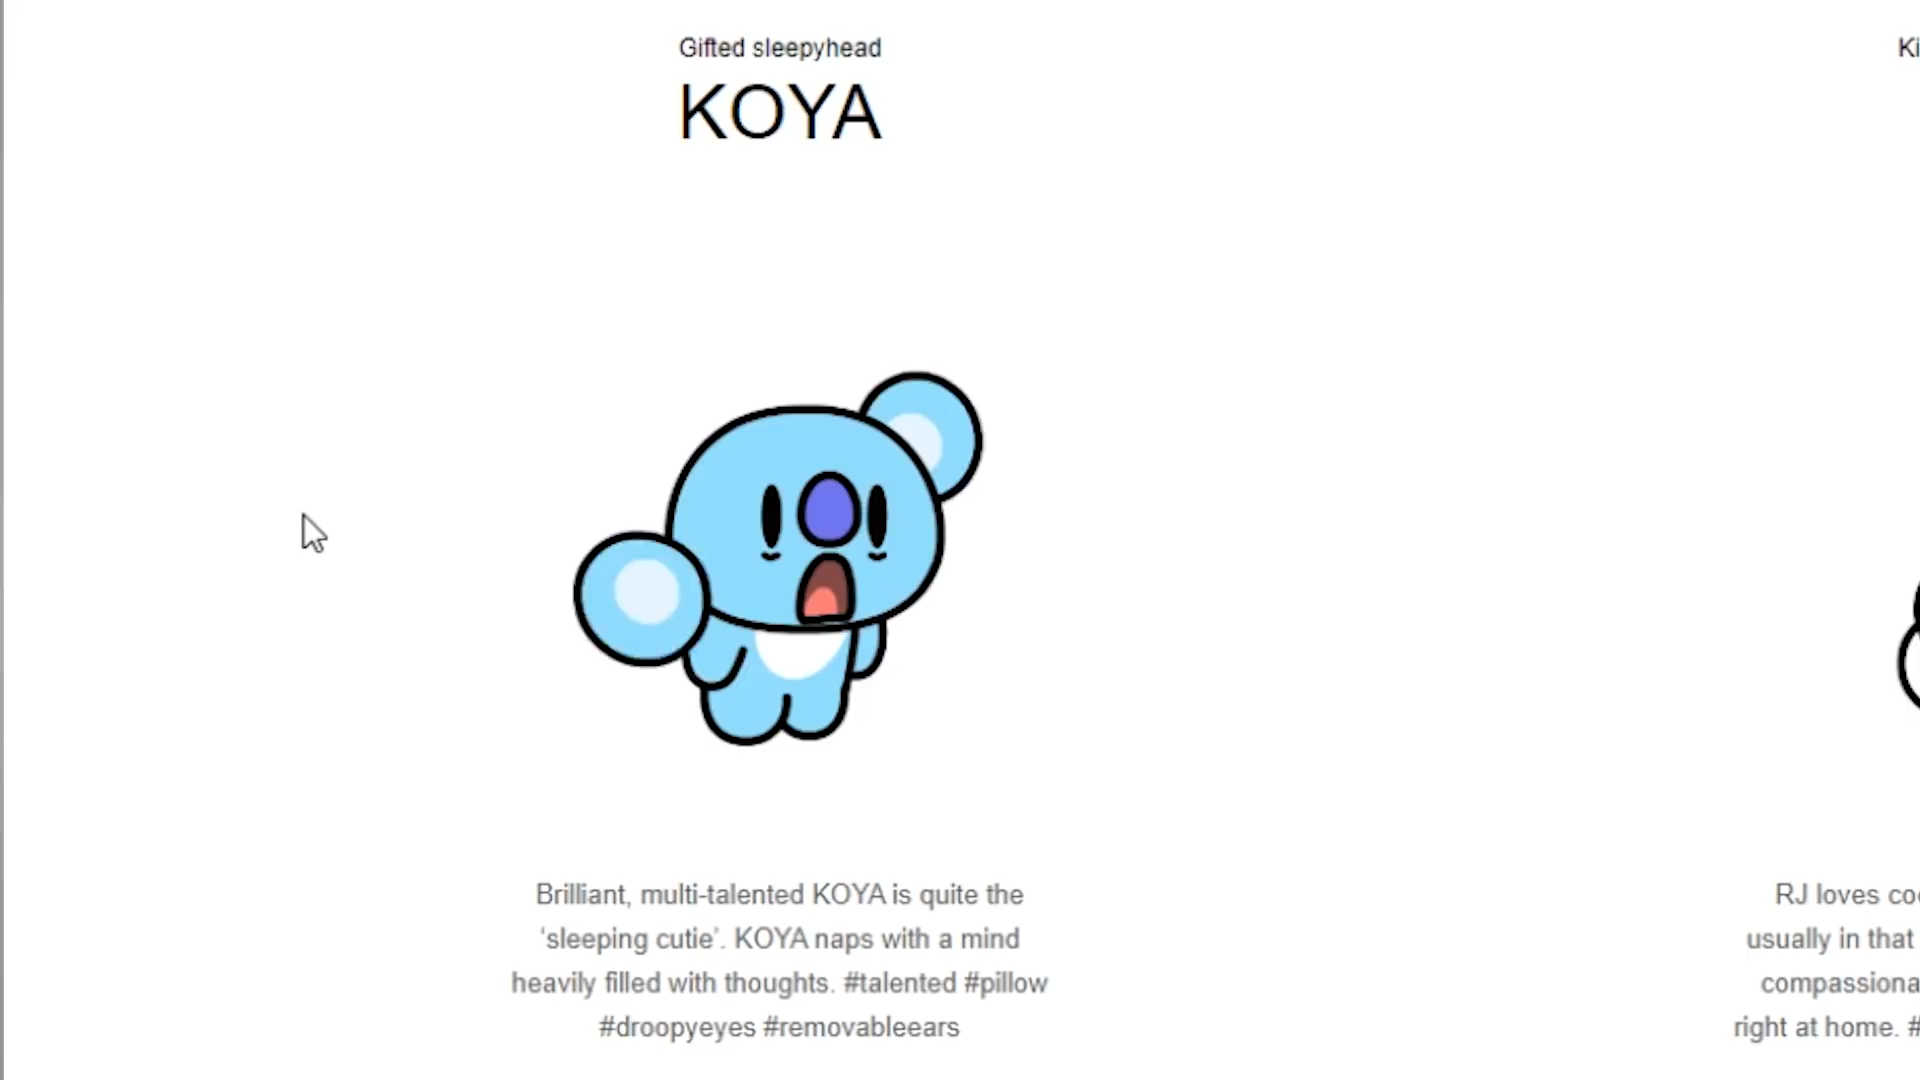 Gifted sleepyhead
KOYA
Brilliant, multi-talented KOYA is quite the
‘sleeping cutie’. KOYA naps with a mind
heavily filled with thoughts. #talented #pillow
#droopyeyes #removableears
Ki
RJ loves co
usually in that
compassiona
right at home. #